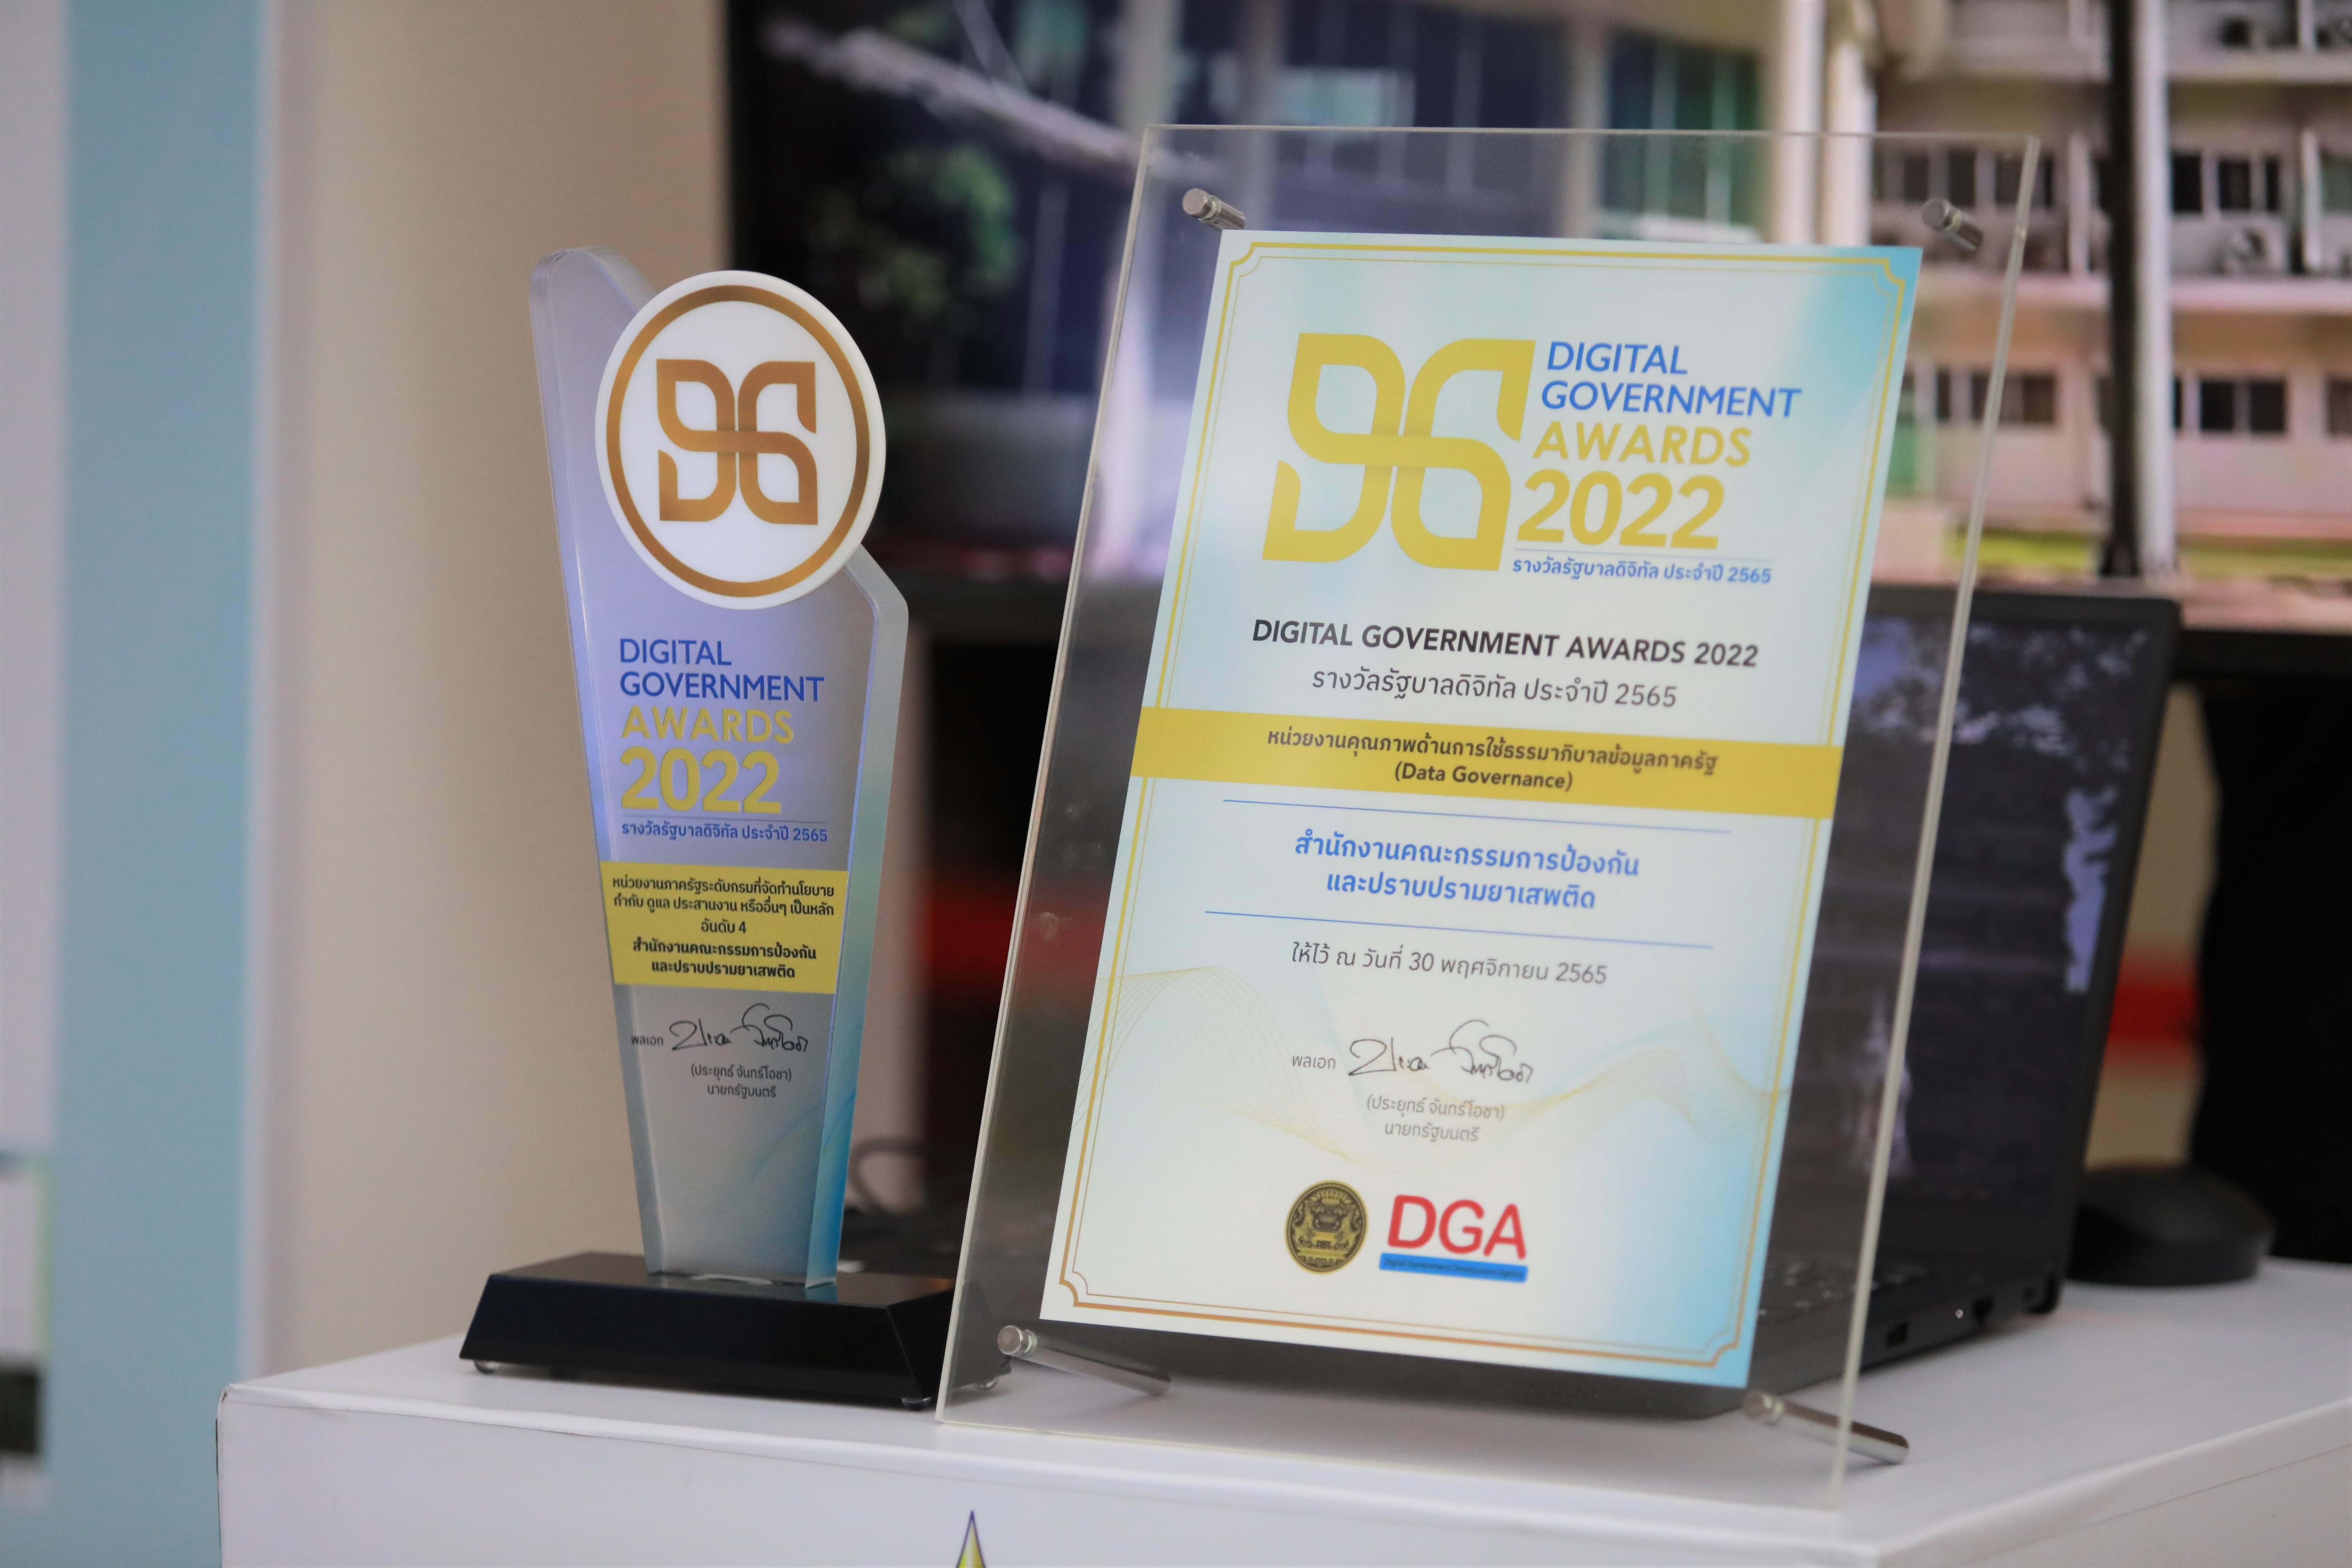 DIGITAL
GOVERNMENT
AWARDS
2022
รางวัลรัฐบาลดิจิทัล ประจำปี 2565
หน่วยงานภาครัฐระดับกรมที่จัดทำนโยบาย
กำกับ ดูแล ประสานงาน หรืออื่นๆ เป็นหลัก
อันดับ 4
สำนักงานคณะกรรมการป้องกัน
และปราบปรามยาเสพติด
พลเอก
(ประยุทธ์ จันทร์โอชา)
นายกรัฐมนตรี
DIGITAL
GOVERNMENT
AWARDS
2022
รางวัลรัฐบาลดิจิทัล ประจำปี 2565
DIGITAL GOVERNMENT AWARDS 2022
รางวัลรัฐบาลดิจิทัล ประจำปี 2565
หน่วยงานคุณภาพด้านการใช้ธรรมาภิบาลข้อมูลภาครัฐ
(Data Governance)
สำนักงานคณะกรรมการป้องกัน
และปราบปรามยาเสพติด
ให้ไว้ ณ วันที่ 30 พฤศจิกายน 2565
พลเอก
(ประยุทธ์ จันทร์โอชา)
นายกรัฐมนตรี
DGA
Digital Government Development Agency